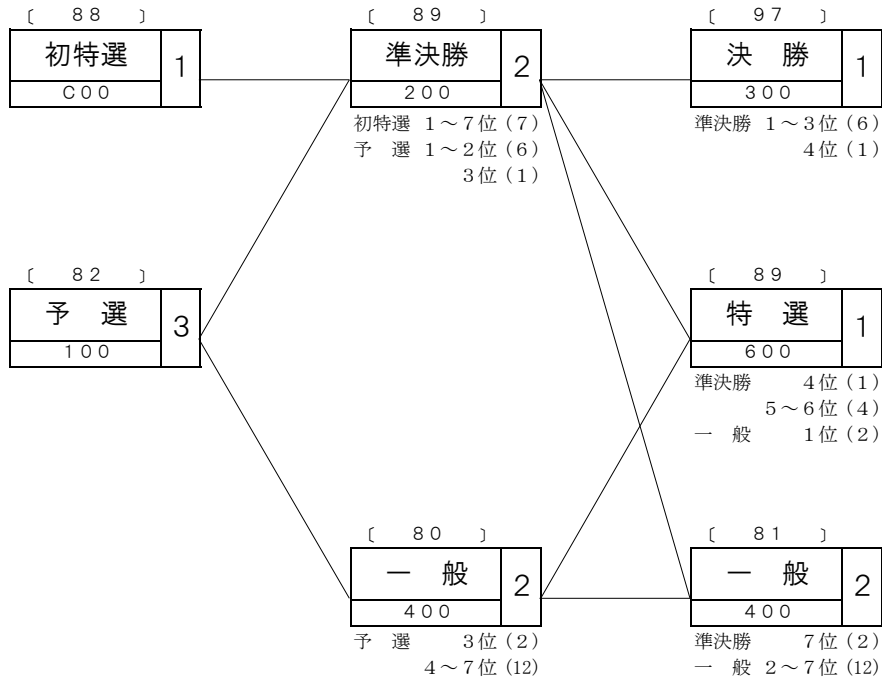 〔 ８８ 〕
初特選 1
Ｃ００
〔 ８９ 〕
準決勝 2
２００
初特選 １～７位 (７)
予　選 １～２位 (６)
３位 (１)
〔 ９７ 〕
決　勝 1
３００
準決勝 １～３位 (６)
４位 (１)
〔 ８２ 〕
予　選 3
１００
〔 ８９ 〕
特　選 1
６００
準決勝 ４位 (１)
５～６位 (４)
一　般 １位 (２)
〔 ８０ 〕
一　般 2
４００
予　選 ３位 (２)
４～７位 (12)
〔 ８１ 〕
一　般 2
４００
準決勝 ７位 (２)
一　般 ２～７位 (12)